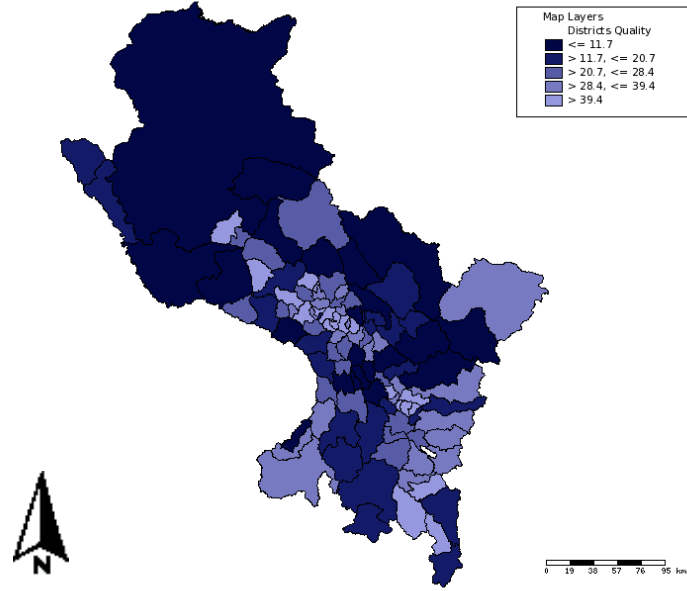 Map Layers
Districts Quality
<= 11.7
> 11.7, <= 20.7
> 20.7, <= 28.4
> 28.4, <= 39.4
> 39.4
N
0 19 38 57 76 95 km